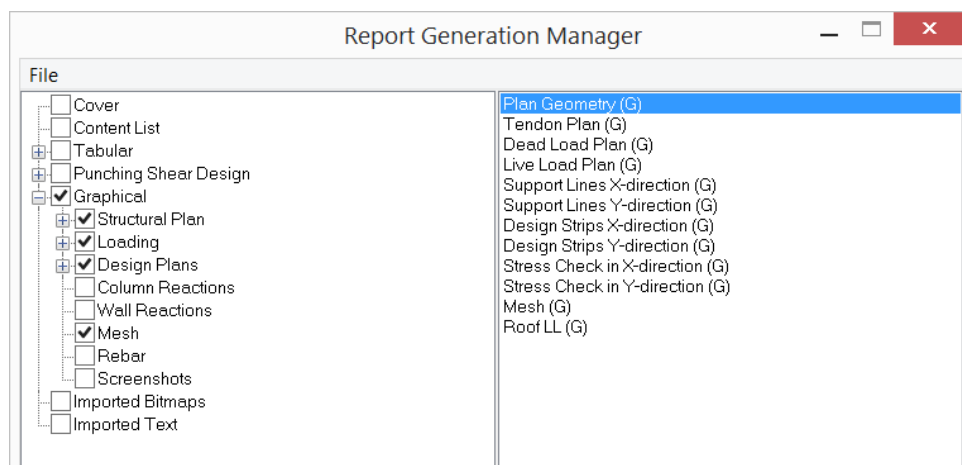 Report Generation Manager
File
Cover
Content List
Tabular
Punching Shear Design
Graphical
Structural Plan
Loading
Design Plans
Column Reactions
Wall Reactions
Mesh
Rebar
Screenshots
Imported Bitmaps
Imported Text
Plan Geometry (G)
Tendon Plan (G)
Dead Load Plan (G)
Live Load Plan (G)
Support Lines X-direction (G)
Support Lines Y-direction (G)
Design Strips X-direction (G)
Design Strips Y-direction (G)
Stress Check in X-direction (G)
Stress Check in Y-direction (G)
Mesh (G)
Roof LL (G)